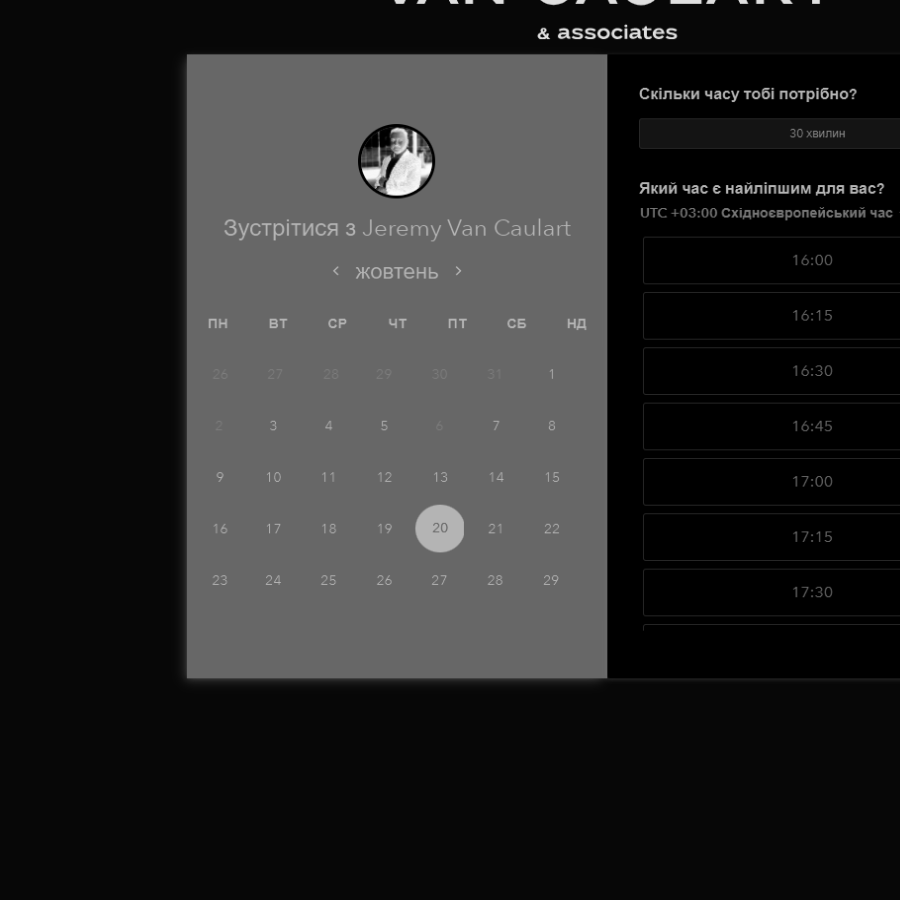 & associates
Зустрітися з Jeremy Van Caulart
жовтень
ПН ВТ СР ЧТ ПТ СБ НД
26 27 28 29 30 31 1
2 3 4 5 6 7 8
9 10 11 12 13 14 15
16 17 18 19 20 21 22
23 24 25 26 27 28 29
Скільки часу тобі потрібно?
30 хвилин
Який час є найліпшим для вас?
UTC +03:00 Східноєвропейський час
16:00
16:15
16:30
16:45
17:00
17:15
17:30